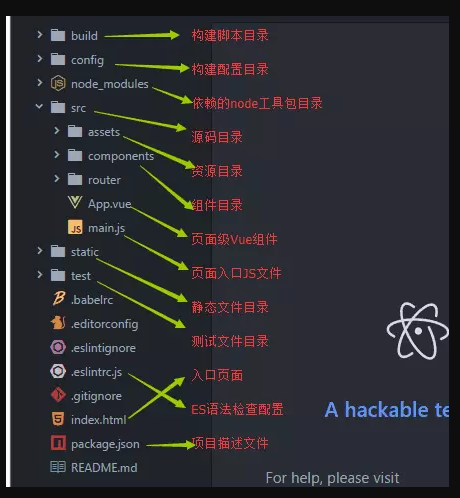 build 构建脚本目录
config 构建配置目录
node_modules
依赖的node工具包目录
src
源码目录
assets
components
资源目录
router
组件目录
App.vue
页面级Vue组件
main.js
页面入口JS文件
static
test
静态文件目录
.babelrc
.editorconfig
测试文件目录
.eslintignore
.eslintrc.js 入口页面
.gitignore
ES语法检查配置
A hackable te
index.html
package.json 项目描述文件
README.md
For help, please visit